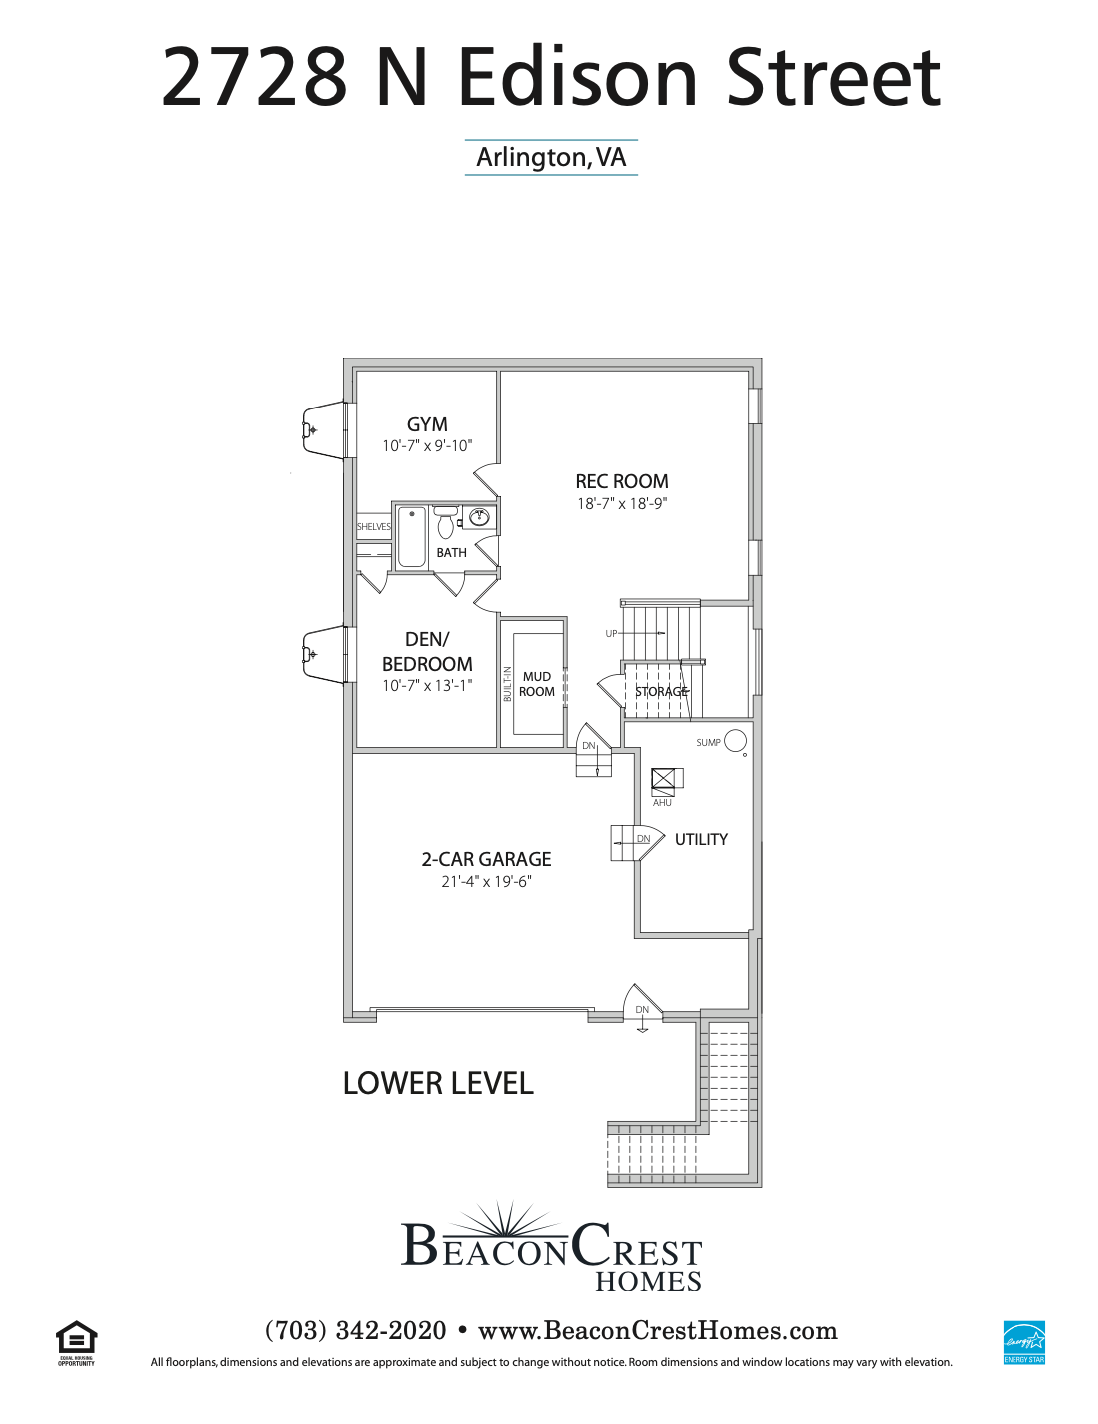 2728 N Edison Street
Arlington, VA
GYM
10'-7" x 9'-10"
REC ROOM
18'-7" x 18'-9"
SHELVES
BATH
UP
DEN/
BEDROOM
10'-7" x 13'-1"
BUILT-IN
MUD
ROOM
STORAGE
DN
SUMP
AHU
DN
UTILITY
2-CAR GARAGE
21'-4" x 19'-6"
DN
LOWER LEVEL
BEACONCREST
HOMES
(703) 342-2020 • www.BeaconCrestHomes.com
EQUAL HOUSING
OPPORTUNITY
All floorplans, dimensions and elevations are approximate and subject to change without notice. Room dimensions and window locations may vary with elevation.
energy
ENERGY STAR